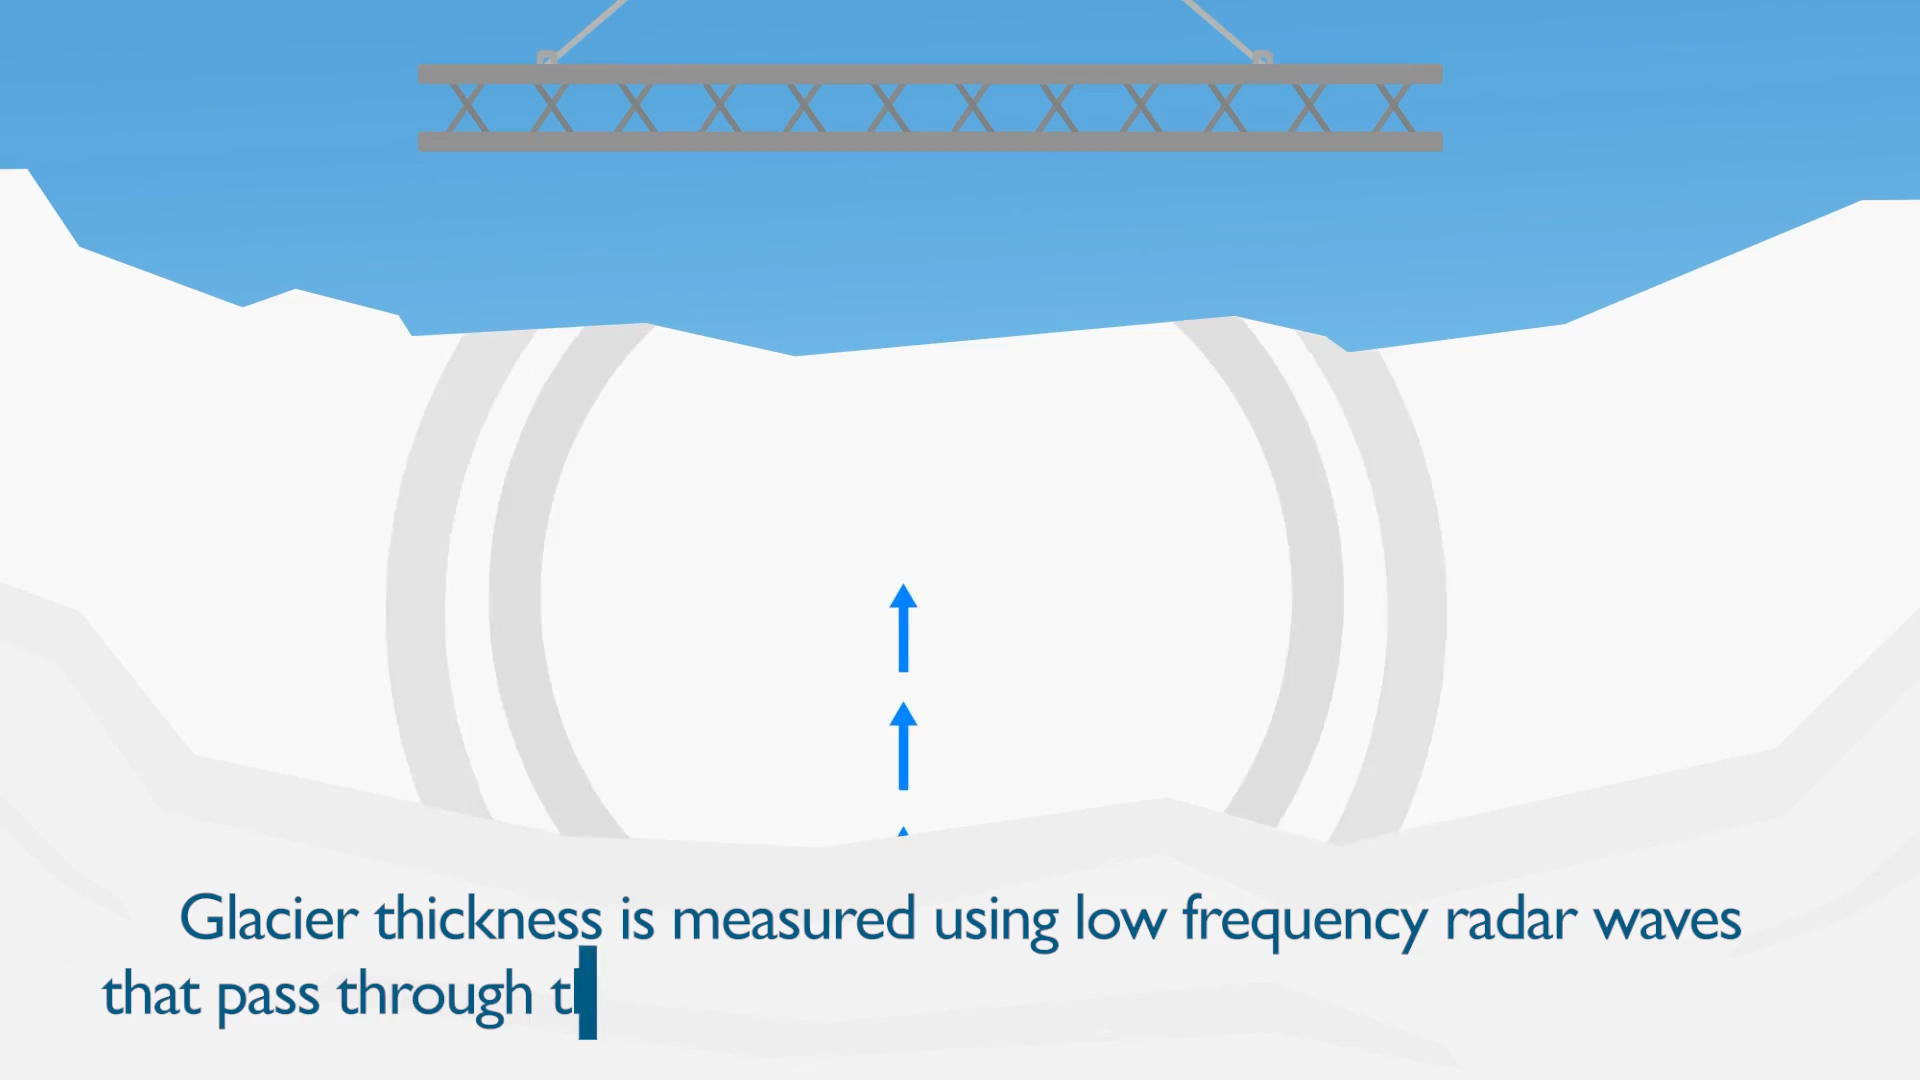 Glacier thickness is measured using low frequency radar waves
that pass through